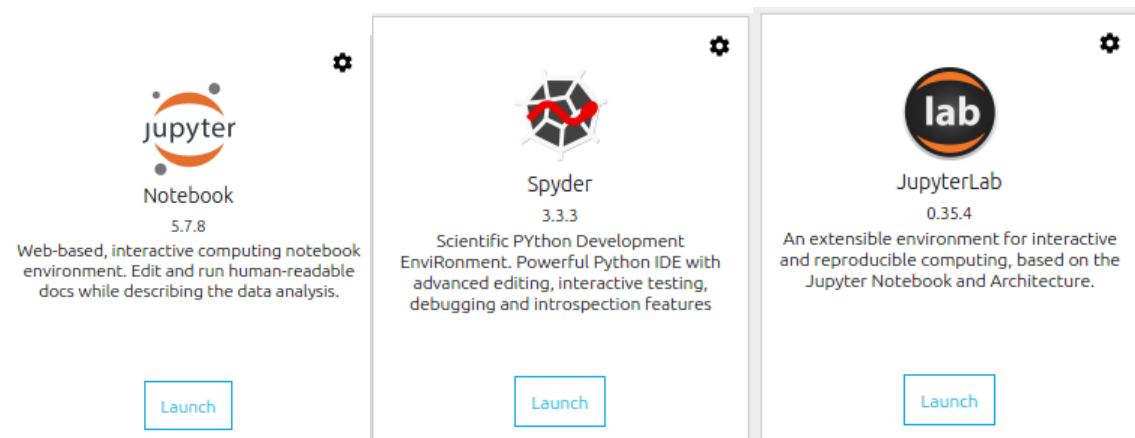 jupyter
Notebook
5.7.8
Web-based, interactive computing notebook
environment. Edit and run human-readable
docs while describing the data analysis.
Launch
Spyder
3.3.3
Scientific PYthon Development
EnviRonment. Powerful Python IDE with
advanced editing, interactive testing,
debugging and introspection features
Launch
lab
JupyterLab
0.35.4
An extensible environment for interactive
and reproducible computing, based on the
Jupyter Notebook and Architecture.
Launch